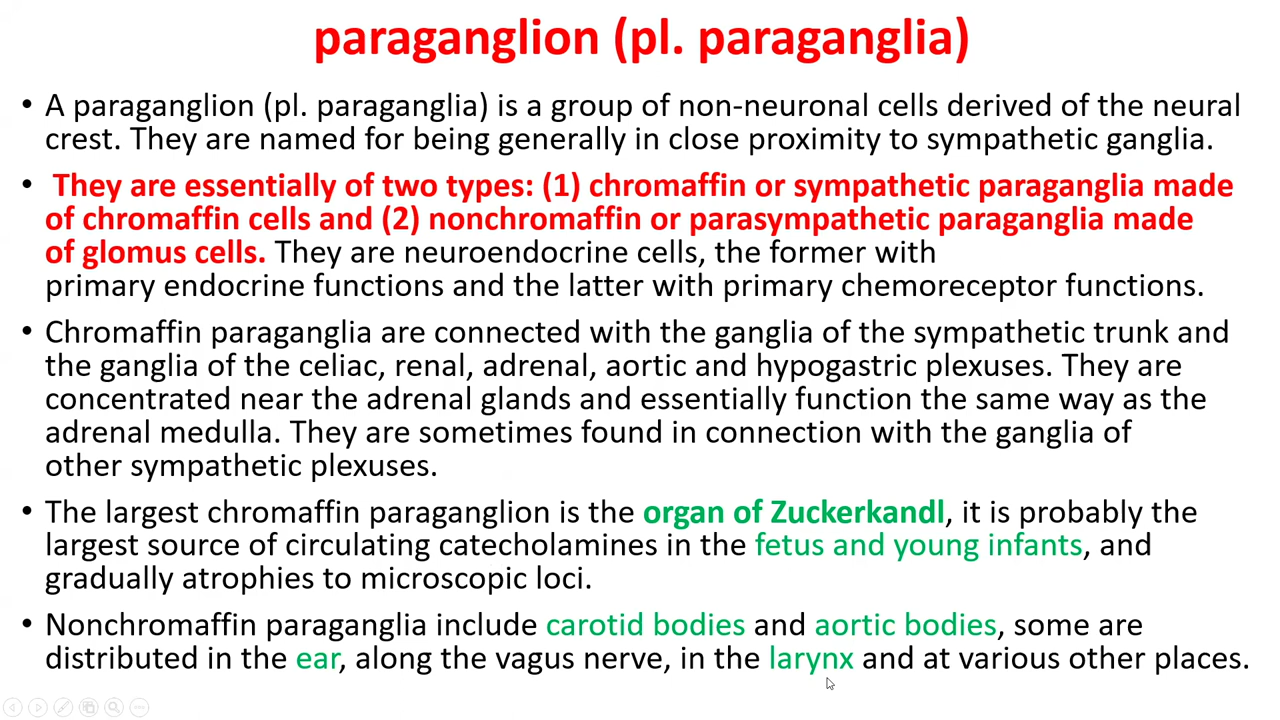 paraganglion (pl. paraganglia)
• A paraganglion (pl. paraganglia) is a group of non-neuronal cells derived of the neural
crest. They are named for being generally in close proximity to sympathetic ganglia.
• They are essentially of two types: (1) chromaffin or sympathetic paraganglia made
of chromaffin cells and (2) nonchromaffin or parasympathetic paraganglia made
of glomus cells. They are neuroendocrine cells, the former with
primary endocrine functions and the latter with primary chemoreceptor functions.
• Chromaffin paraganglia are connected with the ganglia of the sympathetic trunk and
the ganglia of the celiac, renal, adrenal, aortic and hypogastric plexuses. They are
concentrated near the adrenal glands and essentially function the same way as the
adrenal medulla. They are sometimes found in connection with the ganglia of
other sympathetic plexuses.
• The largest chromaffin paraganglion is the organ of Zuckerkandl, it is probably the
largest source of circulating catecholamines in the fetus and young infants, and
gradually atrophies to microscopic loci.
• Nonchromaffin paraganglia include carotid bodies and aortic bodies, some are
distributed in the ear, along the vagus nerve, in the larynx and at various other places.